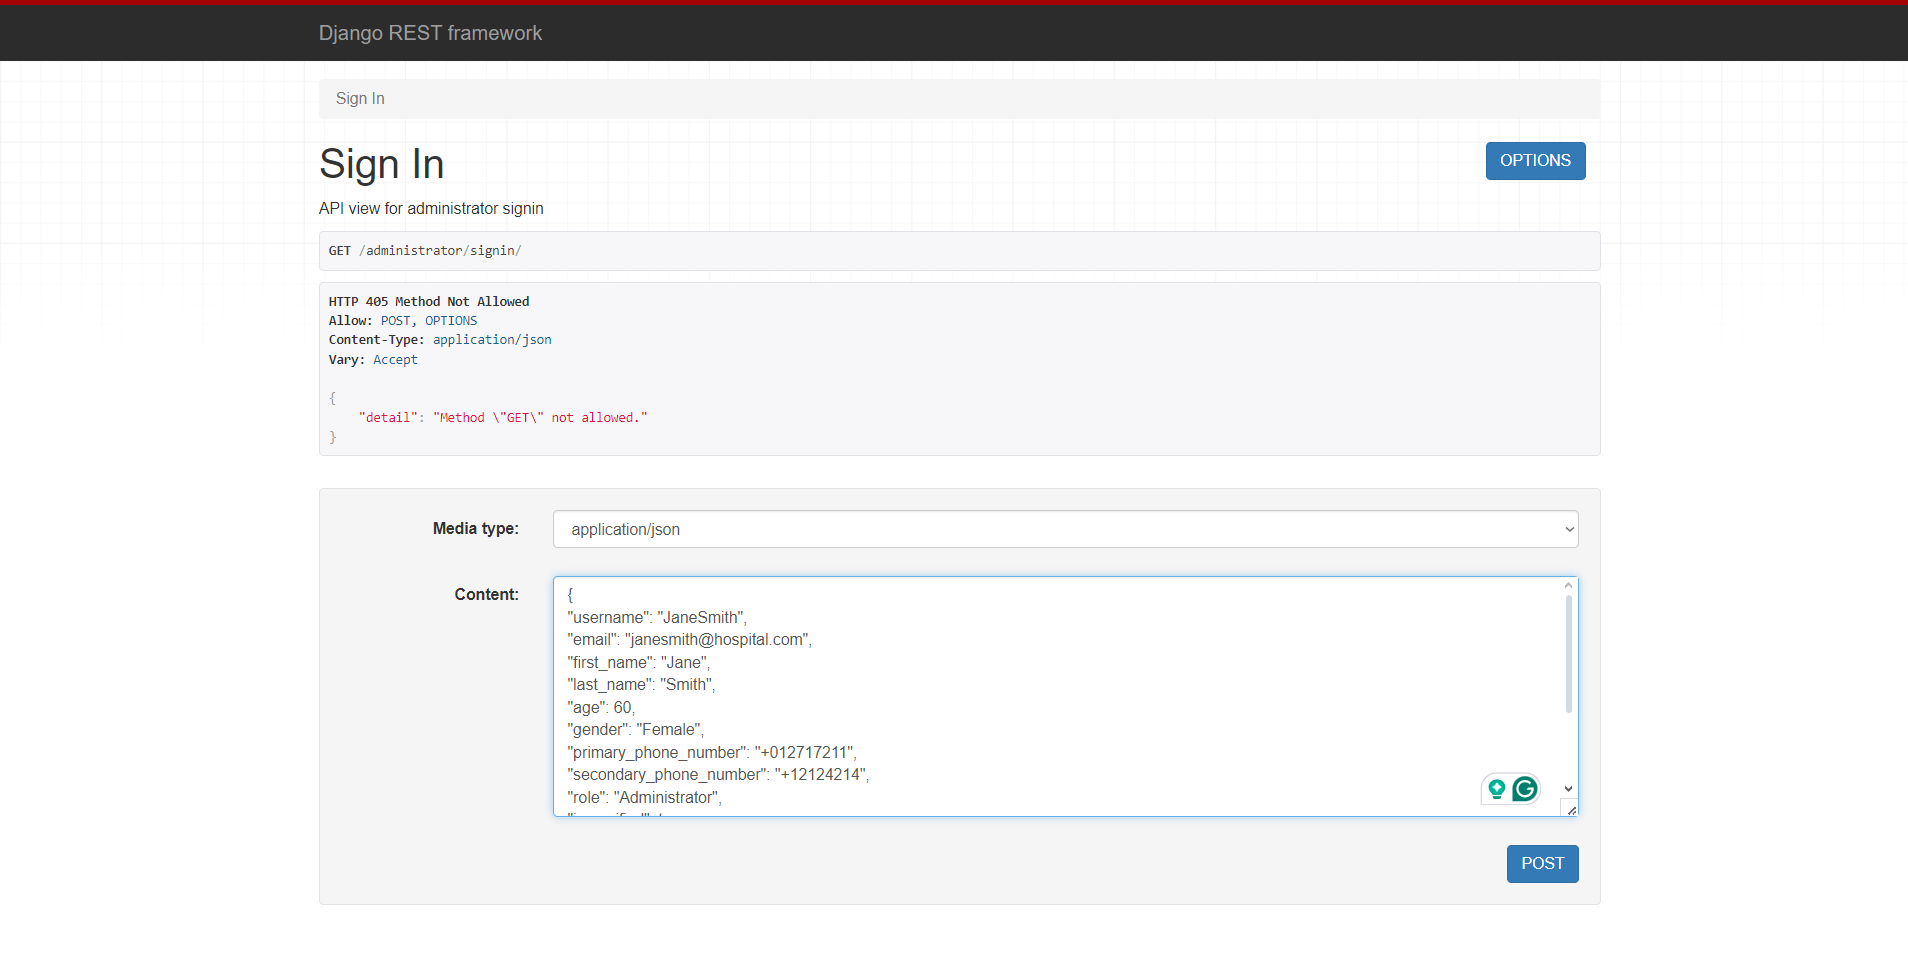 Django REST framework
Sign In
Sign In
OPTIONS
API view for administrator signin
GET /administrator/signin/
HTTP 405 Method Not Allowed
Allow: POST, OPTIONS
Content-Type: application/json
Vary: Accept
{
"detail": "Method \"GET\" not allowed."
}
Media type:
application/json
Content:
{
"username": "JaneSmith",
"email": "janesmith@hospital.com",
"first_name": "Jane",
"last_name": "Smith",
"age": 60,
"gender": "Female",
"primary_phone_number": "+012717211",
"secondary_phone_number": "+12124214",
"role": "Administrator",
POST